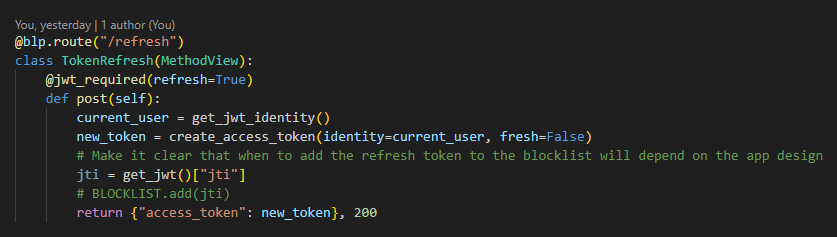 You, yesterday | 1 author (You)
@blp.route("/refresh")
class TokenRefresh(MethodView):
    @jwt_required(refresh=True)
    def post(self):
        current_user = get_jwt_identity()
        new_token = create_access_token(identity=current_user, fresh=False)
        # Make it clear that when to add the refresh token to the blocklist will depend on the app design
        jti = get_jwt()["jti"]
        # BLOCKLIST.add(jti)
        return {"access_token": new_token}, 200